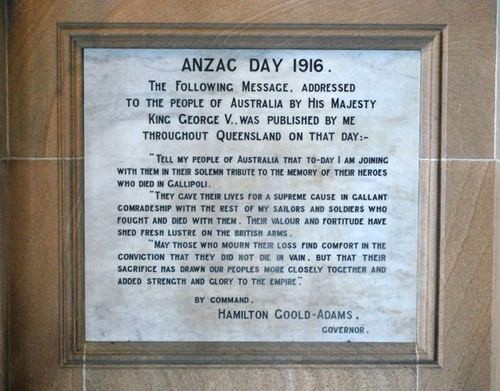 ANZAC DAY 1916.
THE FOLLOWING MESSAGE, ADDRESSED
TO THE PEOPLE OF AUSTRALIA BY HIS MAJESTY
KING GEORGE V., WAS PUBLISHED BY ME
THROUGHOUT QUEENSLAND ON THAT DAY:-
"TELL MY PEOPLE OF AUSTRALIA THAT TO-DAY I AM JOINING
WITH THEM IN THEIR SOLEMN TRIBUTE TO THE MEMORY OF THEIR HEROES
WHO DIED IN GALLIPOLI.
"THEY GAVE THEIR LIVES FOR A SUPREME CAUSE IN GALLANT
COMRADESHIP WITH THE REST OF MY SAILORS AND SOLDIERS WHO
FOUGHT AND DIED WITH THEM. THEIR VALOUR AND FORTITUDE HAVE
SHED FRESH LUSTRE ON THE BRITISH ARMS.
"MAY THOSE WHO MOURN THEIR LOSS FIND COMFORT IN THE
CONVICTION THAT THEY DID NOT DIE IN VAIN, BUT THAT THEIR
SACRIFICE HAS DRAWN OUR PEOPLES MORE CLOSELY TOGETHER AND
ADDED STRENGTH AND GLORY TO THE EMPIRE".
BY COMMAND,
HAMILTON GOOLD-ADAMS,
GOVERNOR.